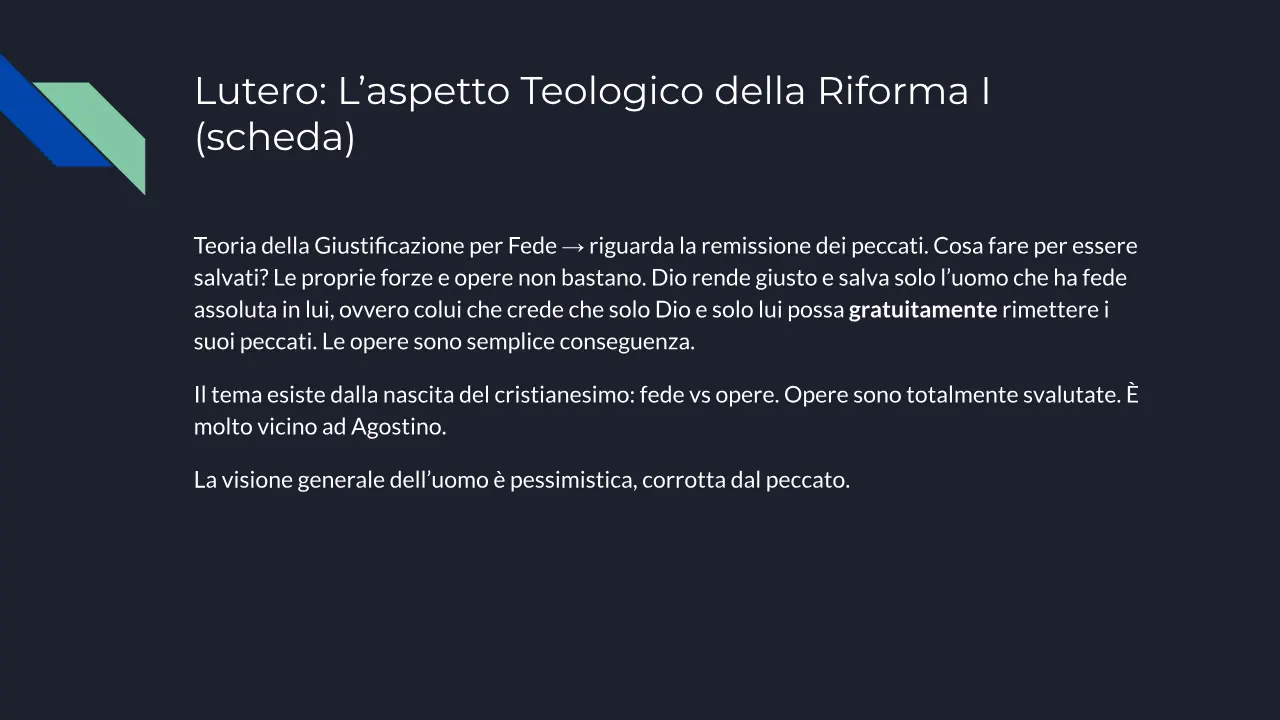 Lutero: L’aspetto Teologico della Riforma I
(scheda)
Teoria della Giustificazione per Fede → riguarda la remissione dei peccati. Cosa fare per essere
salvati? Le proprie forze e opere non bastano. Dio rende giusto e salva solo l’uomo che ha fede
assoluta in lui, ovvero colui che crede che solo Dio e solo lui possa gratuitamente rimettere i
suoi peccati. Le opere sono semplice conseguenza.
Il tema esiste dalla nascita del cristianesimo: fede vs opere. Opere sono totalmente svalutate. È
molto vicino ad Agostino.
La visione generale dell’uomo è pessimistica, corrotta dal peccato.